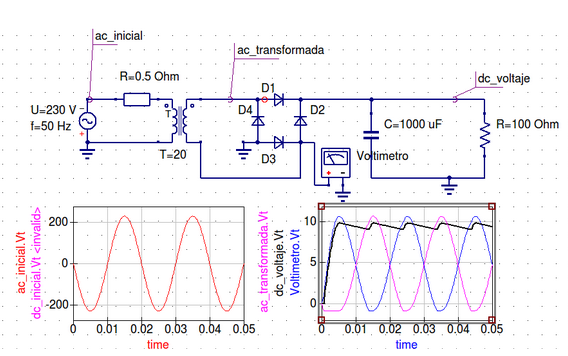 ac_inicial
ac_transformada
dc_voltaje
R=0.5 Ohm
D1
U=230 V
f=50 Hz
T
D4
D2
C=1000 uF
R=100 Ohm
T=20
D3
Voltimetro
ac_inicial.Vt
dc_inicial.Vt <invalid>
200
0
-200
0
0.01
0.02
0.03
0.04
0.05
time
ac_transformada.Vt
dc_voltaje.Vt
Voltimetro.Vt
10
5
0
0
0.01
0.02
0.03
0.04
0.05
time